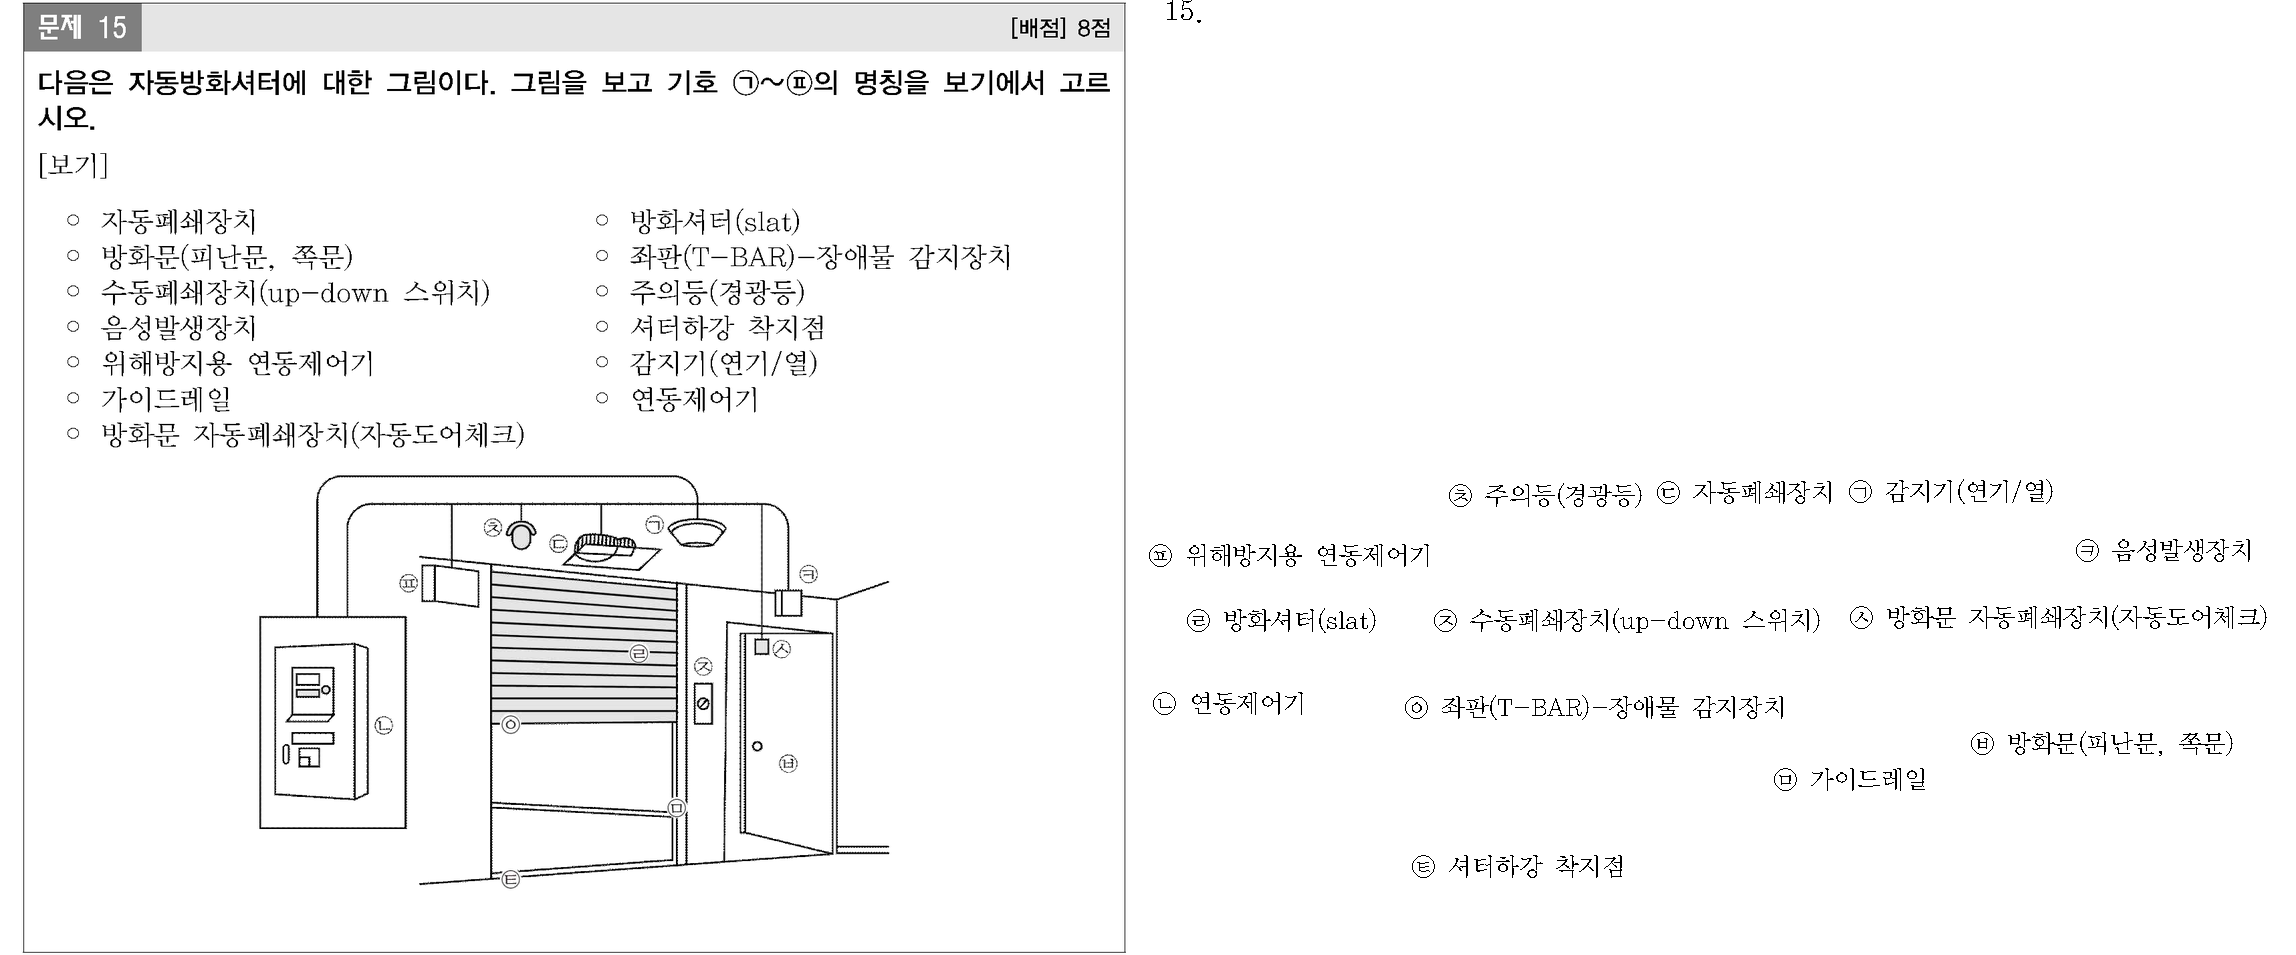 문제 15
[배점] 8점
다음은 자동방화셔터에 대한 그림이다. 그림을 보고 기호 ㉠~㉤의 명칭을 보기에서 고르
시오.
[보기]
○ 자동폐쇄장치
○ 방화셔터(slat)
○ 방화문(피난문, 쪽문)
○ 좌판(T-BAR)-장애물 감지장치
○ 수동폐쇄장치(up-down 스위치)
○ 주의등(경광등)
○ 음성발생장치
○ 셔터하강 착지점
○ 위해방지용 연동제어기
○ 감지기(연기/열)
○ 가이드레일
○ 연동제어기
○ 방화문 자동폐쇄장치(자동도어체크)
㉩
㉢
㉠
㉬
㉪
㉣
㉦
㉨
㉡
㉧
㉥
㉤
㉫
15.
㉩ 주의등(경광등) ㉢ 자동폐쇄장치 ㉠ 감지기(연기/열)
㉬ 위해방지용 연동제어기
㉪ 음성발생장치
㉣ 방화셔터(slat) ㉨ 수동폐쇄장치(up-down 스위치) ㉦ 방화문 자동폐쇄장치(자동도어체크)
㉡ 연동제어기 ㉧ 좌판(T-BAR)-장애물 감지장치
㉥ 방화문(피난문, 쪽문)
㉤ 가이드레일
㉫ 셔터하강 착지점